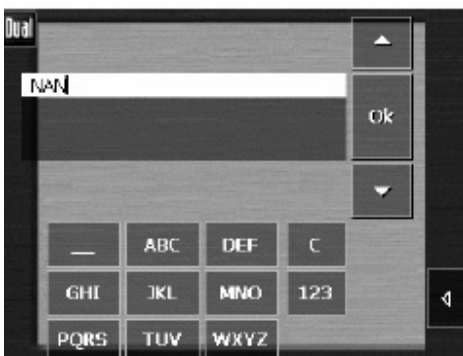 Dual
NAN
Ok
_ ABC DEF C
GHI JKL MNO 123
PQRS TUV WXYZ